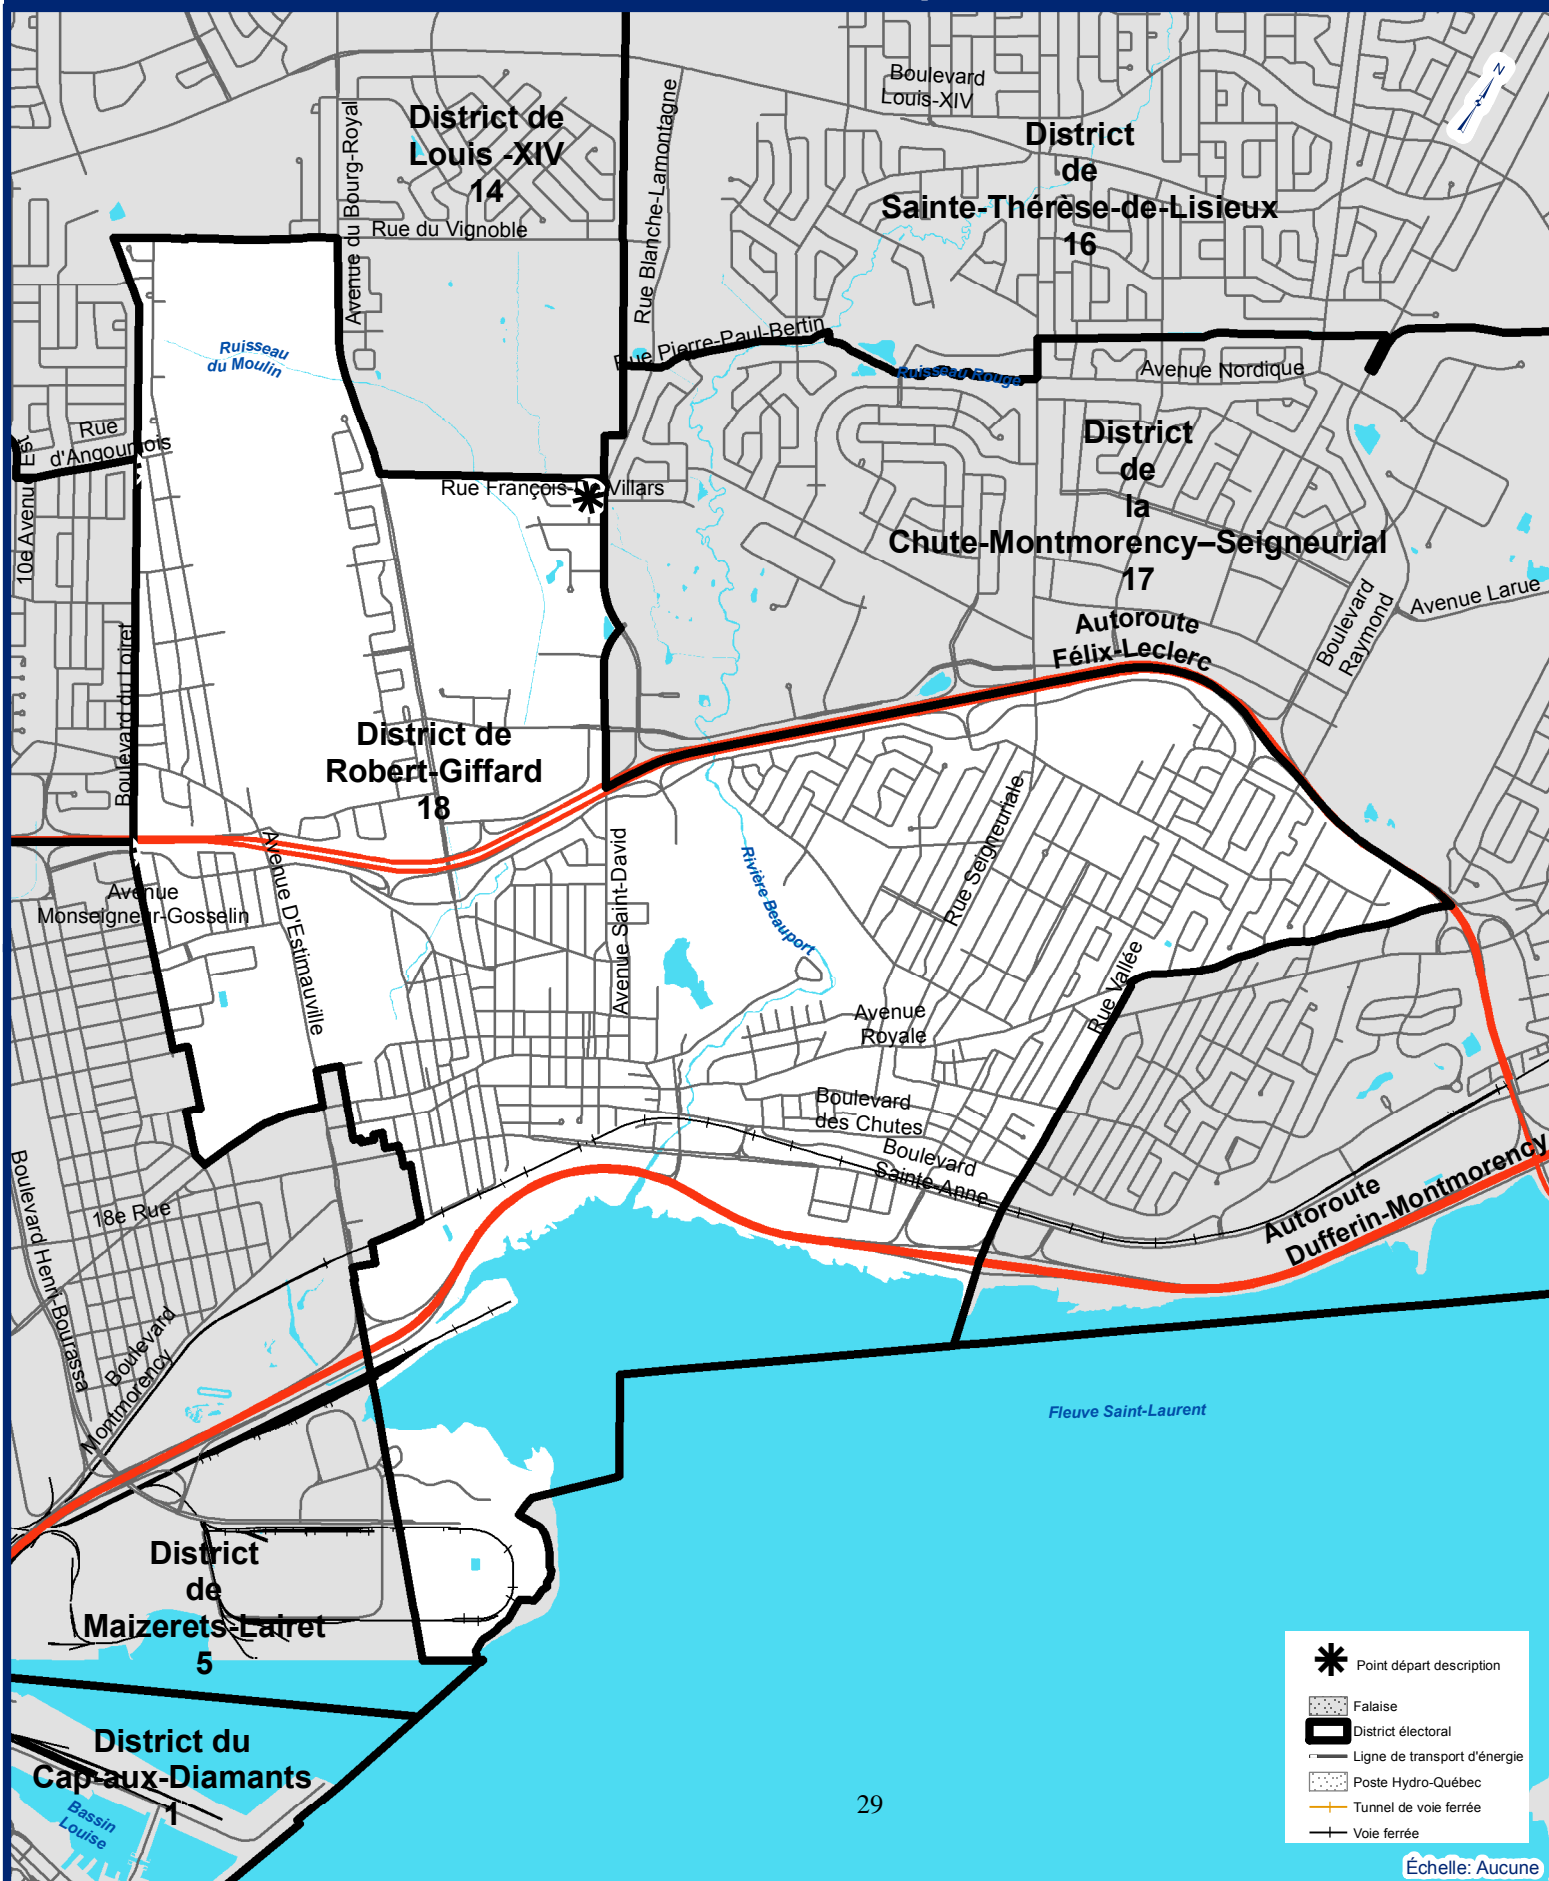 N
Boulevard
Louis-XIV
District de
Louis -XIV
14
Avenue du Bourg-Royal
Rue du Vignoble
Rue Blanche-Lamontagne
District
de
Sainte-Thérèse-de-Lisieux
16
Rue Pierre-Paul-Bertin
Ruisseau
du Moulin
Ruisseau Rouge
Avenue Nordique
Rue
d'Angoumois
10e Avenue Est
Rue François-De Villars
District
de
la
Chute-Montmorency–Seigneurial
17
Avenue Larue
Boulevard
Raymond
Autoroute
Félix-Leclerc
Boulevard du Loiret
District de
Robert-Giffard
18
Avenue
Monseigneur-Gosselin
Avenue D'Estimauville
Avenue Saint-David
Rivière Beauport
Rue Seigneuriale
Rue Vallée
Avenue
Royale
Boulevard
des Chutes
Boulevard
Sainte-Anne
Boulevard Henri-Bourassa
18e Rue
Boulevard
Montmorency
Autoroute
Dufferin-Montmorency
Fleuve Saint-Laurent
District
de
Maizerets-Lairet
5
District du
Cap-aux-Diamants
1
Bassin
Louise
29
Point départ description
Falaise
District électoral
Ligne de transport d'énergie
Poste Hydro-Québec
Tunnel de voie ferrée
Voie ferrée
Échelle: Aucune